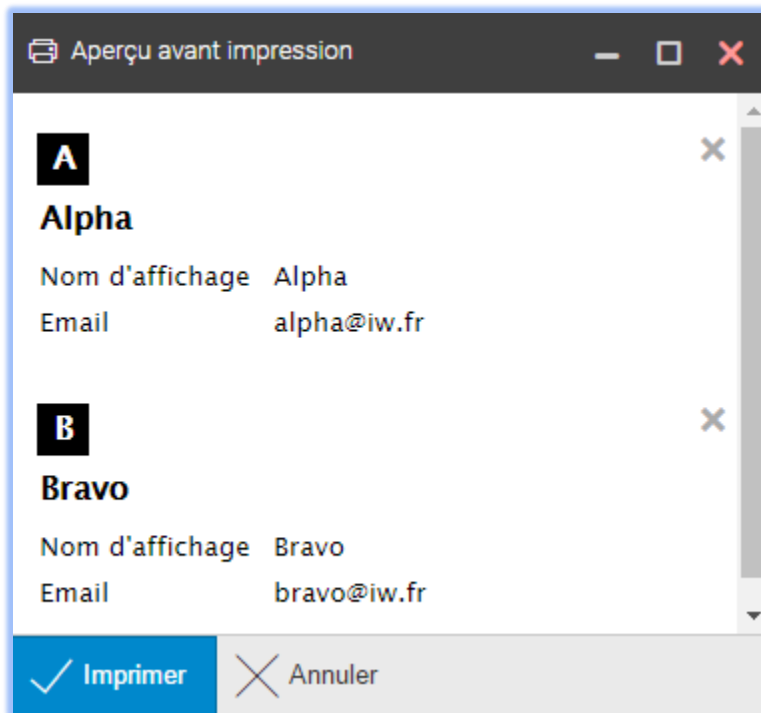 Aperçu avant impression
A
Alpha
Nom d'affichage Alpha
Email alpha@iw.fr
B
Bravo
Nom d'affichage Bravo
Email bravo@iw.fr
Imprimer Annuler